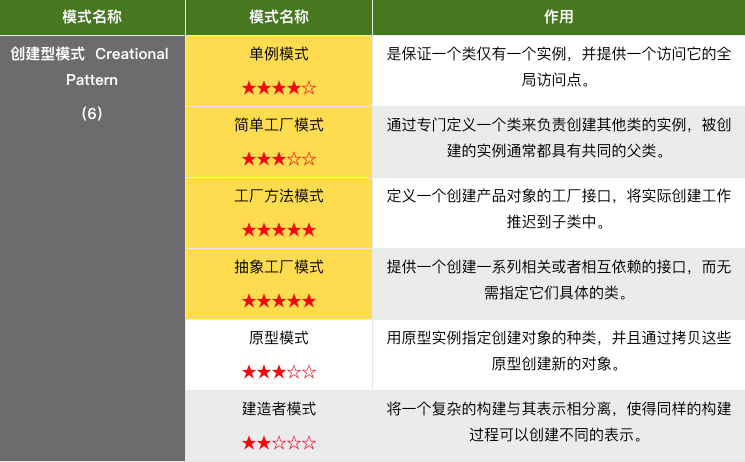 模式名称 模式名称 作用
创建型模式 Creational
Pattern
（6）
单例模式
★★★★☆
是保证一个类仅有一个实例，并提供一个访问它的全
局访问点。
简单工厂模式
★★★☆☆
通过专门定义一个类来负责创建其他类的实例，被创
建的实例通常都具有共同的父类。
工厂方法模式
★★★★★
定义一个创建产品对象的工厂接口，将实际创建工作
推迟到子类中。
抽象工厂模式
★★★★★
提供一个创建一系列相关或者相互依赖的接口，而无
需指定它们具体的类。
原型模式
★★★☆☆
用原型实例指定创建对象的种类，并且通过拷贝这些
原型创建新的对象。
建造者模式
★★☆☆☆
将一个复杂的构建与其表示相分离，使得同样的构建
过程可以创建不同的表示。